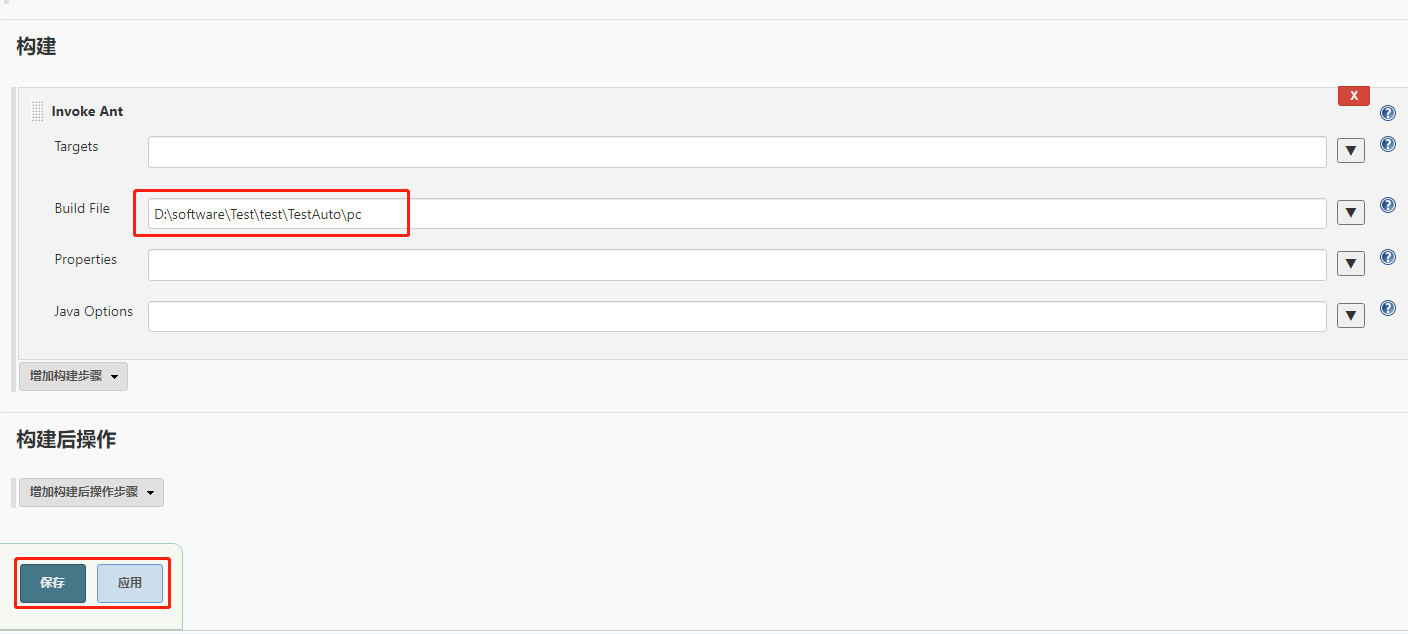 构建
Invoke Ant
X
Targets
Build File
D:\software\Test\test\TestAuto\pc
Properties
Java Options
增加构建步骤
构建后操作
增加构建后操作步骤
保存
应用